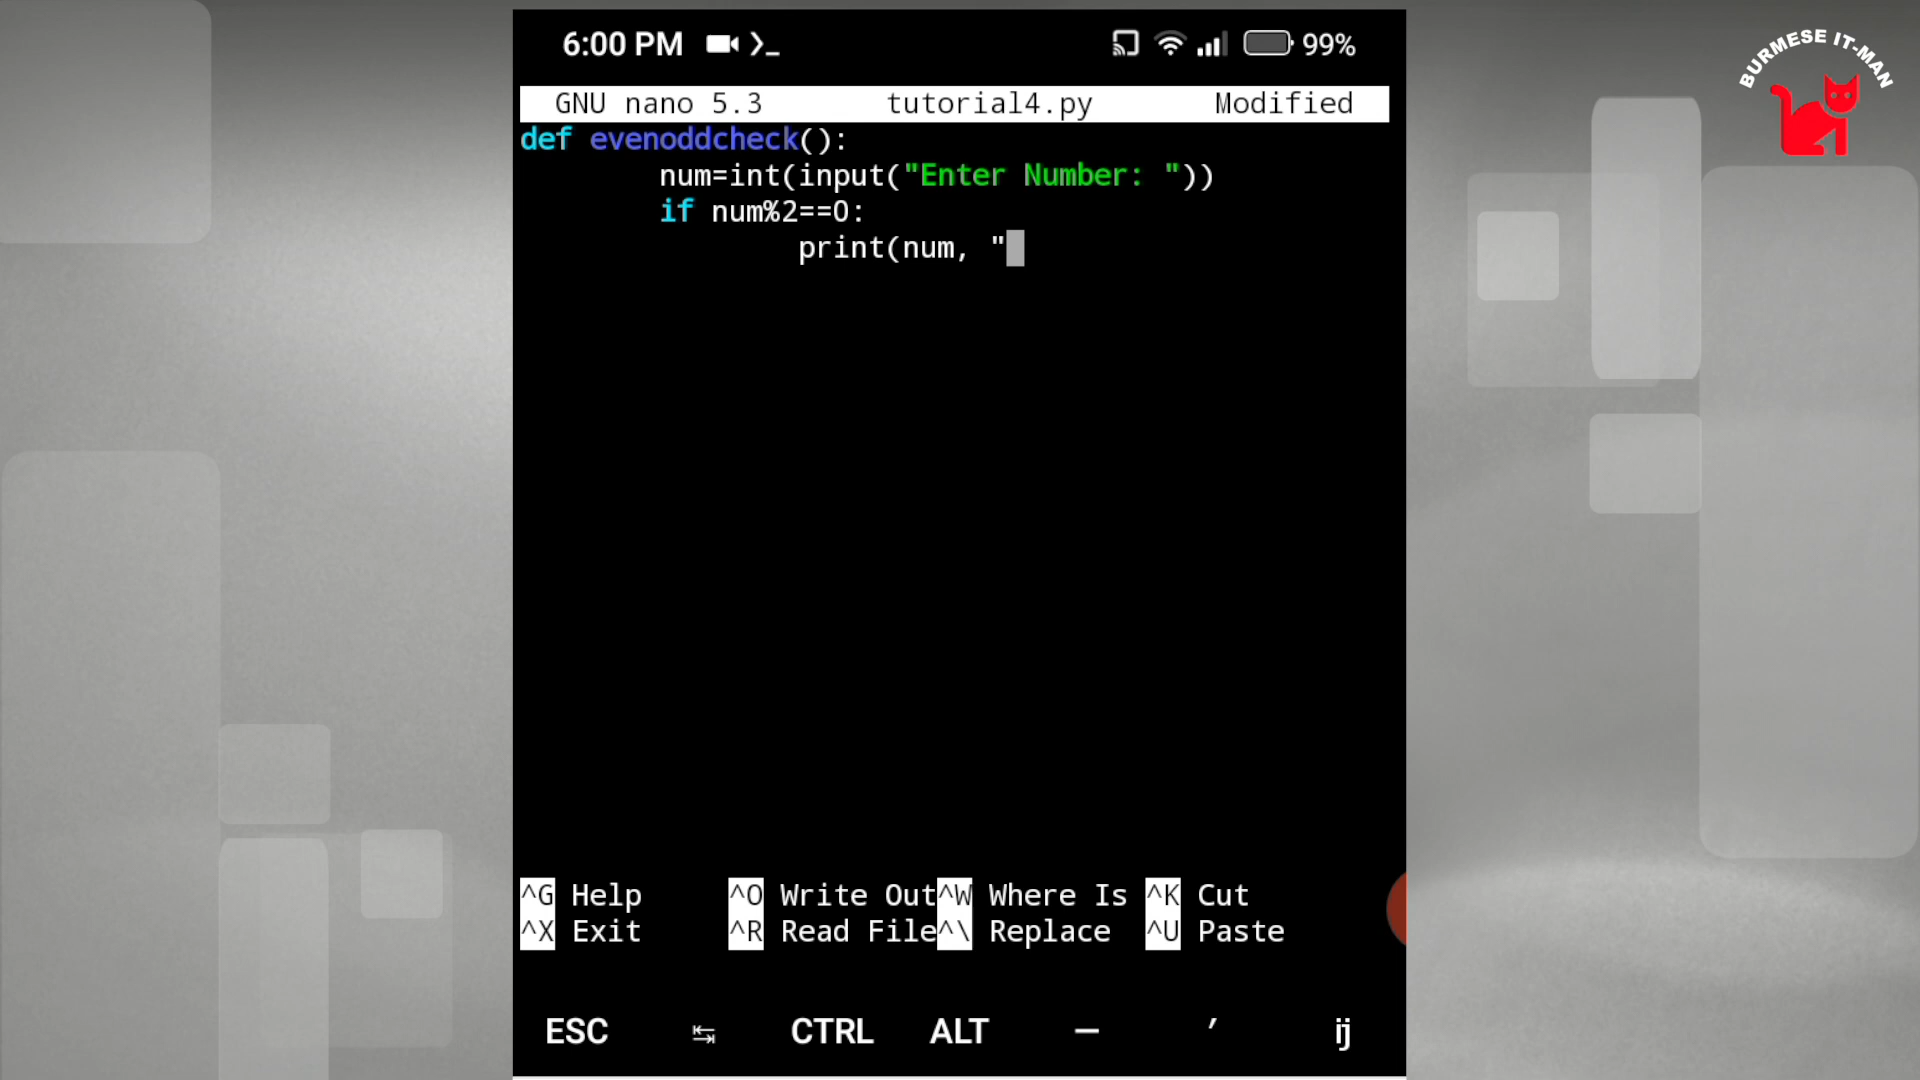 6:00 PM 99%
BURMESE IT-MAN
GNU nano 5.3 tutorial4.py Modified
def evenoddcheck():
num=int(input("Enter Number: "))
if num%2==0:
print(num, "
^G Help ^O Write Out ^W Where Is ^K Cut
^X Exit ^R Read File ^\ Replace ^U Paste
ESC ↹ CTRL ALT — ′ ij